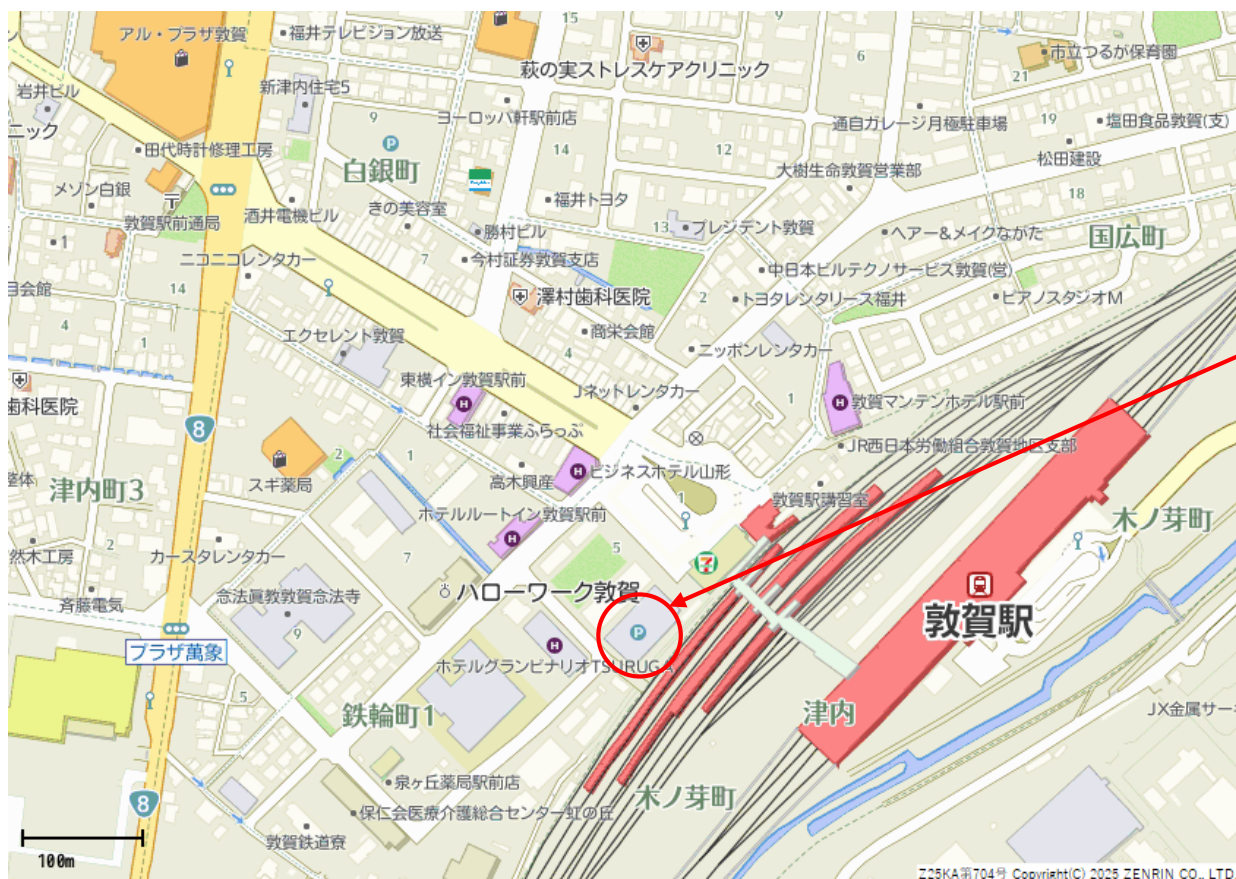 アル・プラザ敦賀
福井テレビジョン放送
15
萩の実ストレスケアクリニック
6
市立つるが保育園
21
岩井ビル
新津内住宅5
ニック
9
ヨーロッパ軒駅前店
通自ガレージ月極駐車場
19
塩田食品敦賀(支)
田代時計修理工房
14
12
松田建設
白銀町
大樹生命敦賀営業部
メゾン白銀
18
福井トヨタ
敦賀駅前通局
酒井電機ビル
きの美容室
13
プレジデント敦賀
1
勝村ビル
ヘアー&メイクながた
国広町
ニコニコレンタカー
7
今村証券敦賀支店
中日本ビルテクノサービス敦賀(営)
14
澤村歯科医院
2
トヨタレンタリース福井
ピアノスタジオM
4
1
エクセレント敦賀
商栄会館
ニッポンレンタカー
4
東横イン敦賀駅前
Jネットレンタカー
1
歯科医院
敦賀マンテンホテル駅前
8
社会福祉事業ふらっぷ
JR西日本労働組合敦賀地区支部
1
2
整体
津内町3
スギ薬局
高木興産
ビジネスホテル山形
1
敦賀駅講習室
ホテルルートイン敦賀駅前
木ノ芽町
2
然木工房
カースタレンタカー
7
5
斉藤電気
念法眞教敦賀念法寺
ハローワーク敦賀
敦賀駅
9
P
プラザ萬象
ホテルグランビナリオTSURUGA
5
鉄輪町1
津内
JX金属サーキ
泉ヶ丘薬局駅前店
木ノ芽町
8
保仁会医療介護総合センター虹の丘
敦賀鉄道寮
100m
Z25KA第704号 Copyright(C) 2025 ZENRIN CO., LTD.